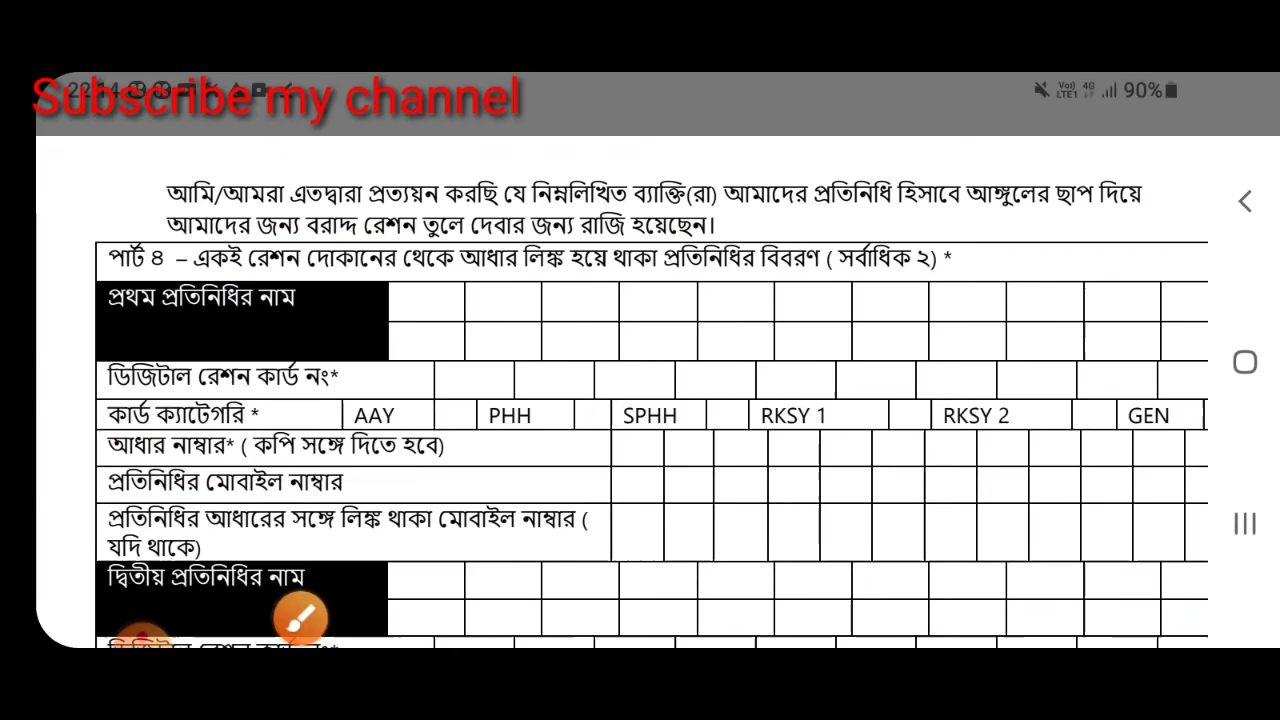 Subscribe my channel
22:14
90%
আমি/আমরা এতদ্বারা প্রত্যয়ন করছি যে নিম্নলিখিত ব্যাক্তি(রা) আমাদের প্রতিনিধি হিসাবে আঙ্গুলের ছাপ দিয়ে
আমাদের জন্য বরাদ্দ রেশন তুলে দেবার জন্য রাজি হয়েছেন।
পার্ট ৪ – একই রেশন দোকানের থেকে আধার লিঙ্ক হয়ে থাকা প্রতিনিধির বিবরণ ( সর্বাধিক ২) *
প্রথম প্রতিনিধির নাম
ডিজিটাল রেশন কার্ড নং*
কার্ড ক্যাটেগরি * AAY PHH SPHH RKSY 1 RKSY 2 GEN
আধার নাম্বার* ( কপি সঙ্গে দিতে হবে)
প্রতিনিধির মোবাইল নাম্বার
প্রতিনিধির আধারের সঙ্গে লিঙ্ক থাকা মোবাইল নাম্বার (
যদি থাকে)
দ্বিতীয় প্রতিনিধির নাম